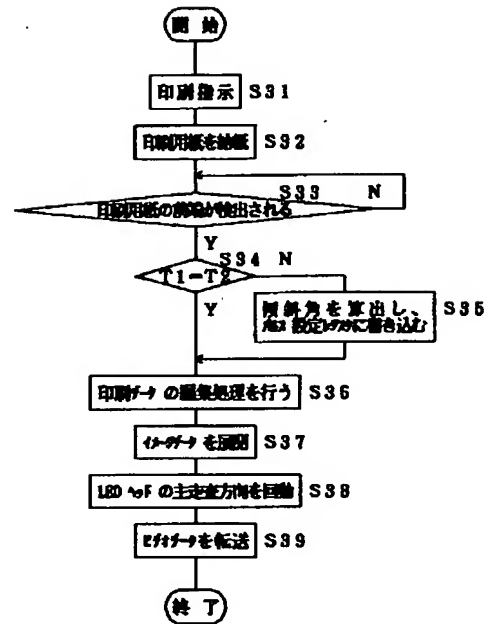 開 始
印刷指示 S31
印刷用紙を給紙 S32
S33 N
印刷用紙の前端が検出される
Y
S34 N
T1=T2
Y
傾斜角を算出し、 S35
設定レジスタに書き込む
印刷データ の編集処理を行う S36
イメージデータ を展開 S37
LED ヘッド の主走査方向を回動 S38
ビデオデータを転送 S39
終 了